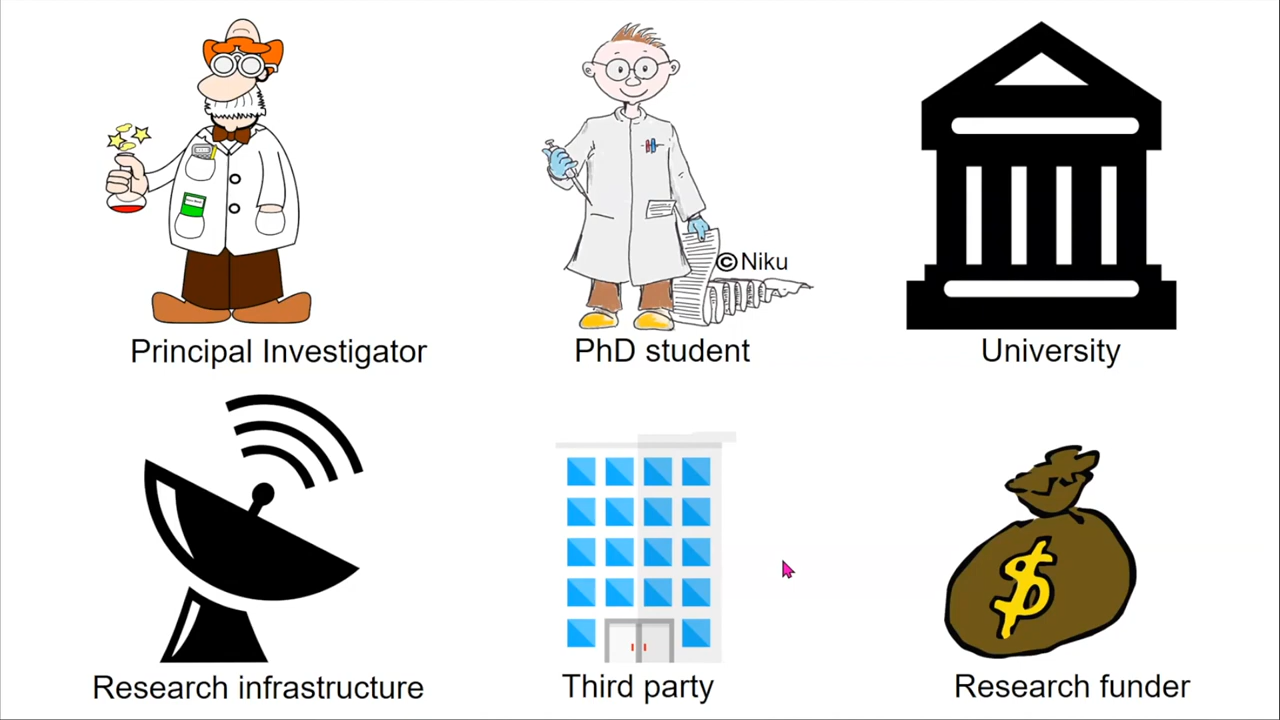 ©Niku
Principal Investigator
PhD student
University
$
Research infrastructure
Third party
Research funder